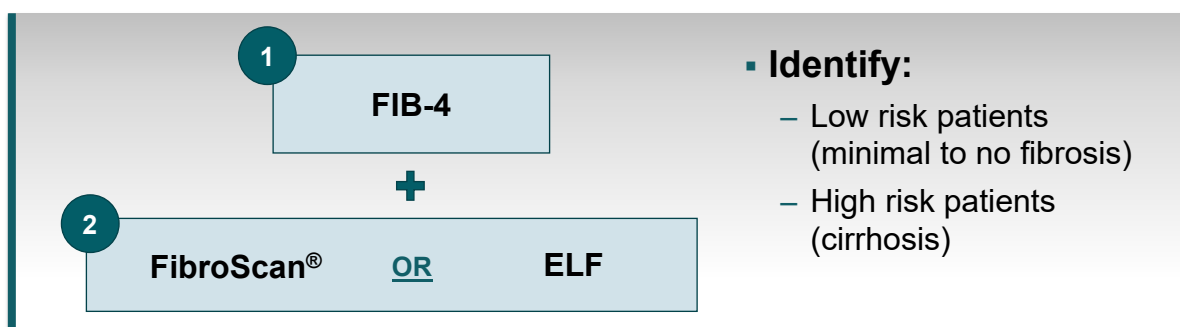 1
FIB-4
2
FibroScan® OR ELF
▪ Identify:
– Low risk patients
(minimal to no fibrosis)
– High risk patients
(cirrhosis)